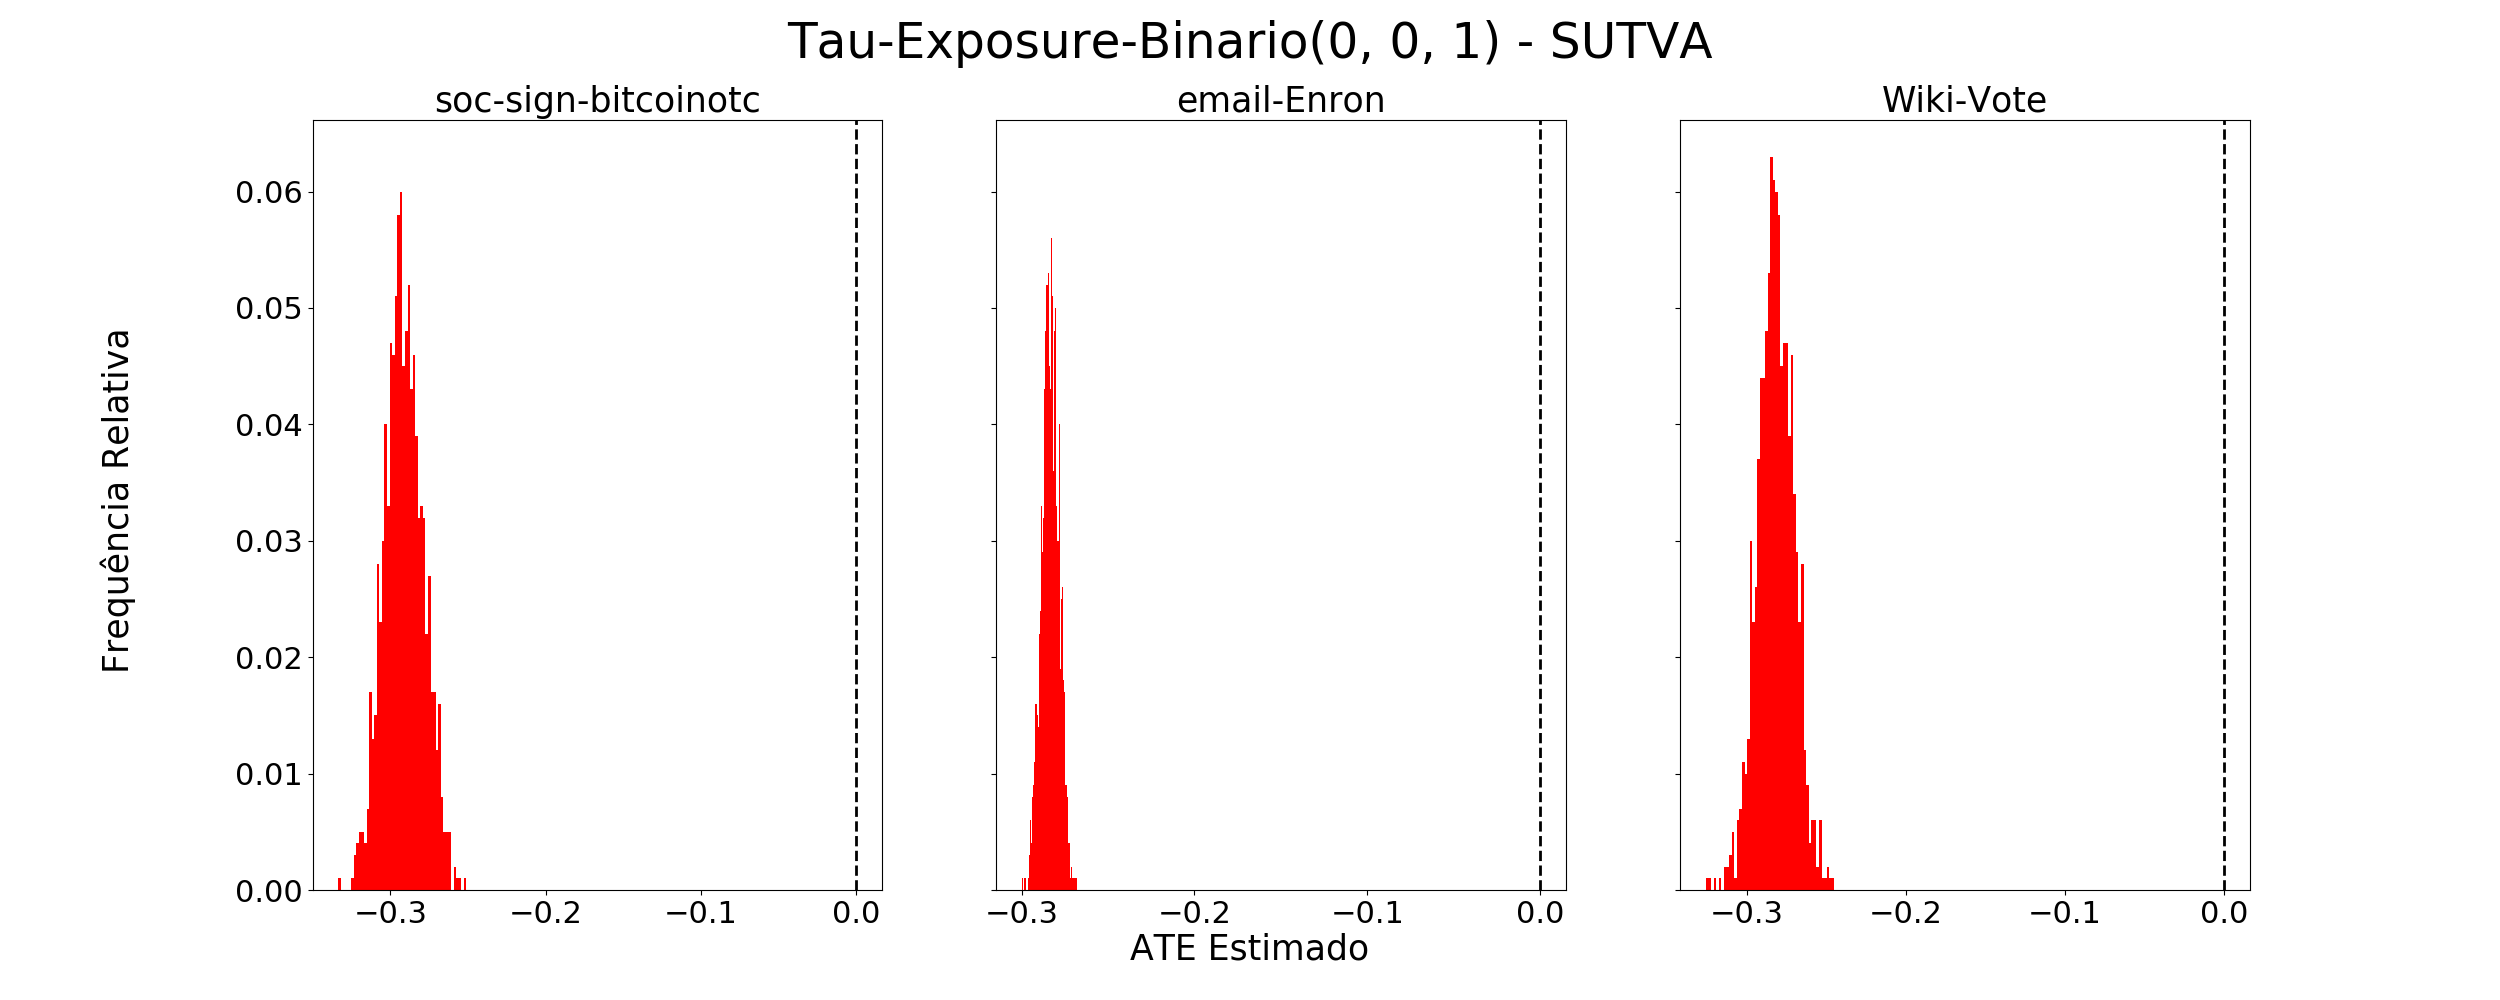 Tau-Exposure-Binario(0, 0, 1) - SUTVA
soc-sign-bitcoinotc
email-Enron
Wiki-Vote
Frequência Relativa
0.06
0.05
0.04
0.03
0.02
0.01
0.00
−0.3 −0.2 −0.1 0.0
−0.3 −0.2 −0.1 0.0
−0.3 −0.2 −0.1 0.0
ATE Estimado